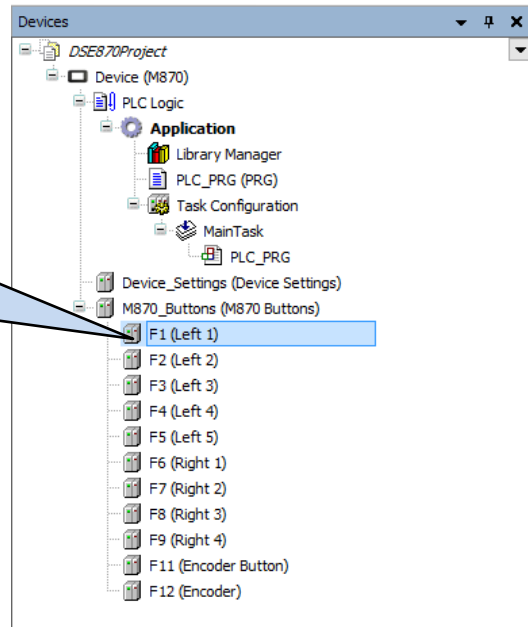 Devices
DSE870Project
Device (M870)
PLC Logic
Application
Library Manager
PLC_PRG (PRG)
Task Configuration
MainTask
PLC_PRG
Device_Settings (Device Settings)
M870_Buttons (M870 Buttons)
F1 (Left 1)
F2 (Left 2)
F3 (Left 3)
F4 (Left 4)
F5 (Left 5)
F6 (Right 1)
F7 (Right 2)
F8 (Right 3)
F9 (Right 4)
F11 (Encoder Button)
F12 (Encoder)